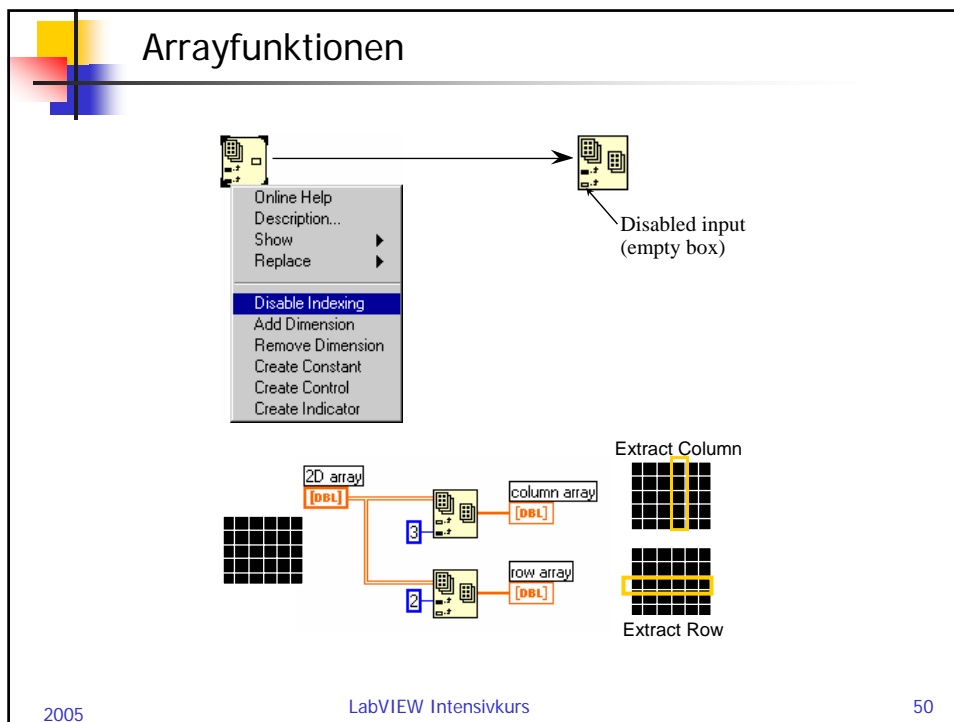 Arrayfunktionen
Online Help
Description...
Show
Replace
Disable Indexing
Add Dimension
Remove Dimension
Create Constant
Create Control
Create Indicator
Disabled input
(empty box)
2D array
[DBL]
3
column array
[DBL]
2
row array
[DBL]
Extract Column
Extract Row
2005
LabVIEW Intensivkurs
50